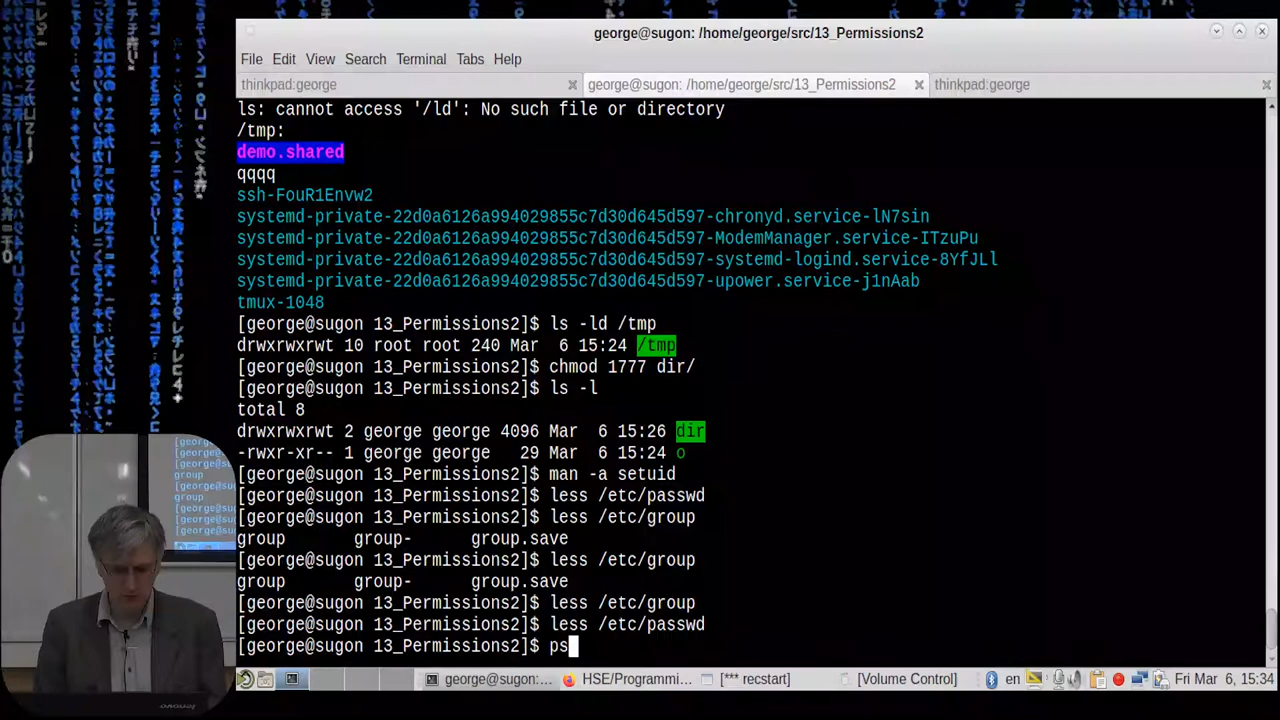 george@sugon: /home/george/src/13_Permissions2
File Edit View Search Terminal Tabs Help
thinkpad:george
george@sugon: /home/george/src/13_Permissions2
thinkpad:george
ls: cannot access '/ld': No such file or directory
/tmp:
demo.shared
qqqq
ssh-FouR1Envw2
systemd-private-22d0a6126a994029855c7d30d645d597-chronyd.service-lN7sin
systemd-private-22d0a6126a994029855c7d30d645d597-ModemManager.service-ITzuPu
systemd-private-22d0a6126a994029855c7d30d645d597-systemd-logind.service-8YfJLl
systemd-private-22d0a6126a994029855c7d30d645d597-upower.service-j1nAab
tmux-1048
[george@sugon 13_Permissions2]$ ls -ld /tmp
drwxrwxrwt 10 root root 240 Mar  6 15:24 /tmp
[george@sugon 13_Permissions2]$ chmod 1777 dir/
[george@sugon 13_Permissions2]$ ls -l
total 8
drwxrwxrwt 2 george george 4096 Mar  6 15:26 dir
-rwxr-xr-- 1 george george   29 Mar  6 15:24 o
[george@sugon 13_Permissions2]$ man -a setuid
[george@sugon 13_Permissions2]$ less /etc/passwd
[george@sugon 13_Permissions2]$ less /etc/group
group       group-      group.save
[george@sugon 13_Permissions2]$ less /etc/group
group       group-      group.save
[george@sugon 13_Permissions2]$ less /etc/group
[george@sugon 13_Permissions2]$ less /etc/passwd
[george@sugon 13_Permissions2]$ ps
george@sugon:... HSE/Programmi... [*** recstart] [Volume Control] en Fri Mar 6, 15:34